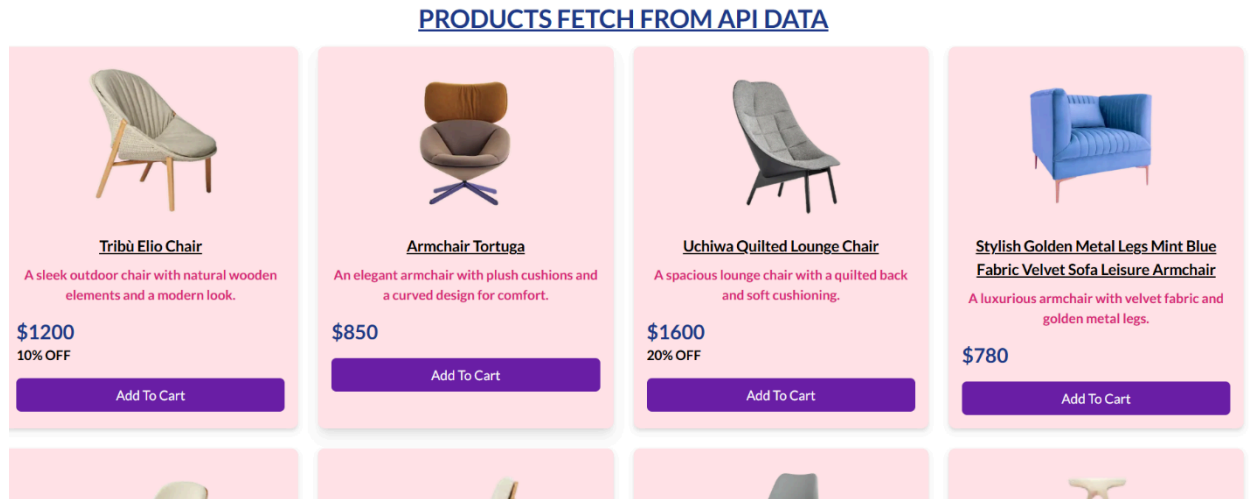 PRODUCTS FETCH FROM API DATA
Tribù Elio Chair
A sleek outdoor chair with natural wooden
elements and a modern look.
$1200
10% OFF
Add To Cart
Armchair Tortuga
An elegant armchair with plush cushions and
a curved design for comfort.
$850
Add To Cart
Uchiwa Quilted Lounge Chair
A spacious lounge chair with a quilted back
and soft cushioning.
$1600
20% OFF
Add To Cart
Stylish Golden Metal Legs Mint Blue
Fabric Velvet Sofa Leisure Armchair
A luxurious armchair with velvet fabric and
golden metal legs.
$780
Add To Cart